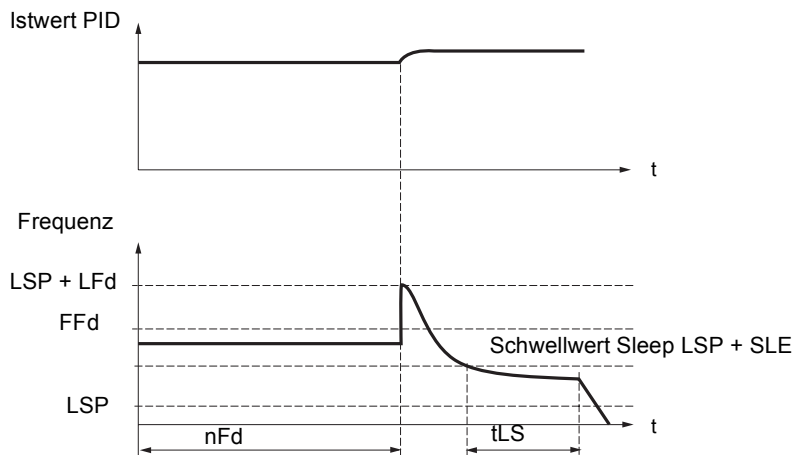 Istwert PID
t
Frequenz
LSP + LFd
FFd
Schwellwert Sleep LSP + SLE
LSP
t
nFd
tLS